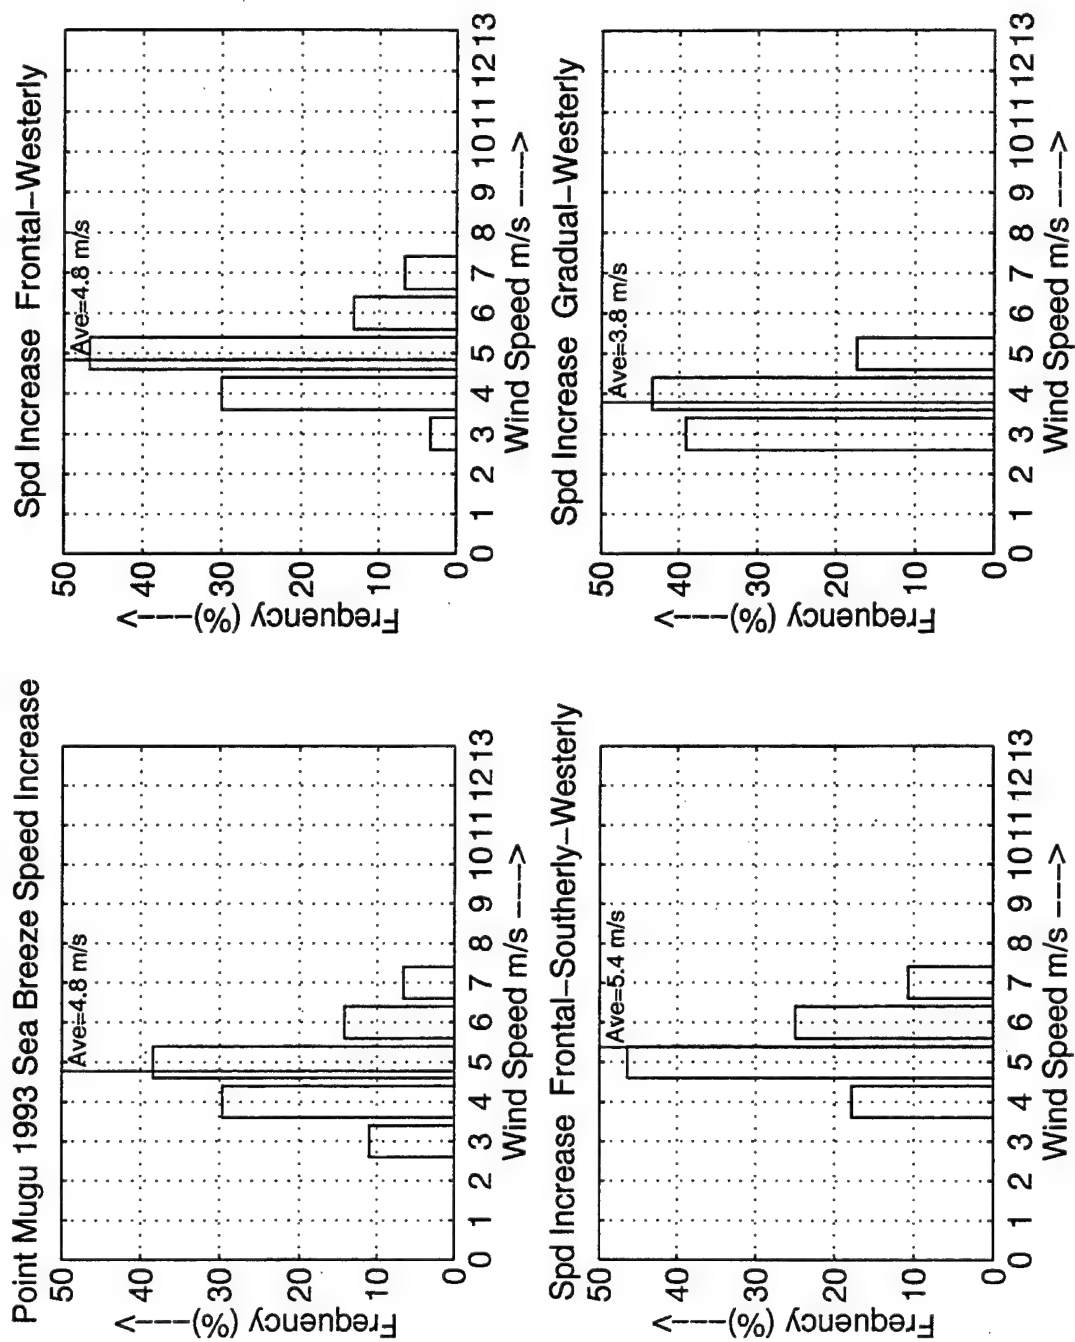 Point Mugu 1993 Sea Breeze Speed Increase
50
40
30
20
10
0
Frequency (%)---->
Ave=4.8 m/s
0 1 2 3 4 5 6 7 8 9 10 11 12 13
Wind Speed m/s ---->
Spd Increase Frontal-Westerly
50
40
30
20
10
0
Frequency (%)---->
Ave=4.8 m/s
0 1 2 3 4 5 6 7 8 9 10 11 12 13
Wind Speed m/s ---->
Spd Increase Frontal-Southerly-Westerly
50
40
30
20
10
0
Frequency (%)---->
Ave=5.4 m/s
0 1 2 3 4 5 6 7 8 9 10 11 12 13
Wind Speed m/s ---->
Spd Increase Gradual-Westerly
50
40
30
20
10
0
Frequency (%)---->
Ave=3.8 m/s
0 1 2 3 4 5 6 7 8 9 10 11 12 13
Wind Speed m/s ---->